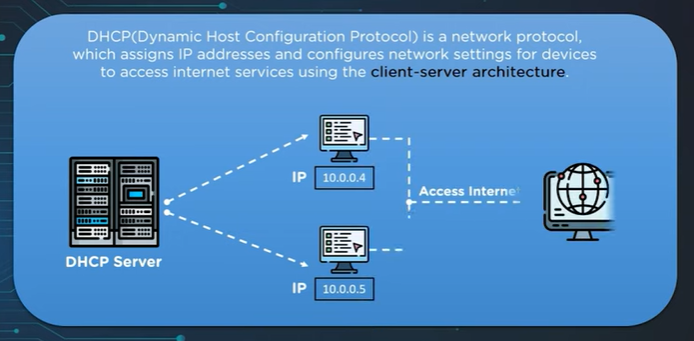 DHCP(Dynamic Host Configuration Protocol) is a network protocol,
which assigns IP addresses and configures network settings for devices
to access internet services using the client-server architecture.
IP 10.0.0.4
Access Internet
DHCP Server
IP 10.0.0.5